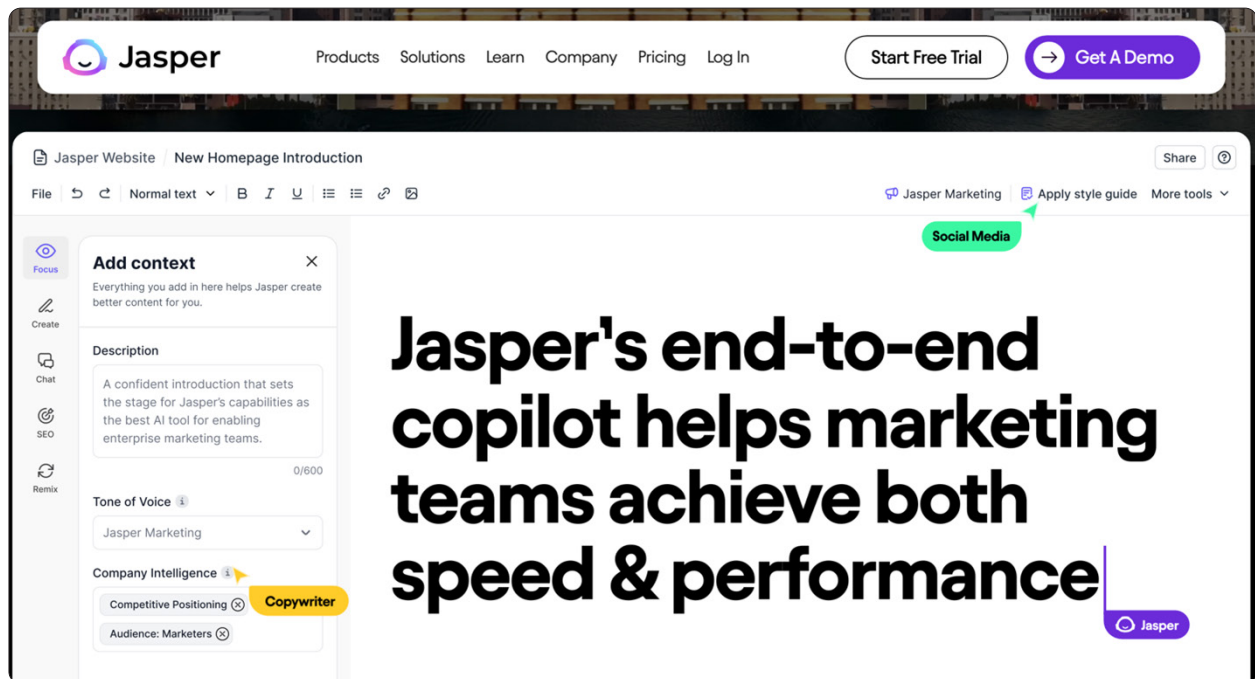 Jasper
Products Solutions Learn Company Pricing Log In
Start Free Trial
Get A Demo
Jasper Website / New Homepage Introduction
Share
File Normal text B I U
Jasper Marketing
Apply style guide
More tools
Social Media
Focus
Create
Chat
SEO
Remix
Add context
Everything you add in here helps Jasper create
better content for you.
Description
A confident introduction that sets
the stage for Jasper's capabilities as
the best AI tool for enabling
enterprise marketing teams.
0/600
Tone of Voice i
Jasper Marketing
Company Intelligence i
Competitive Positioning
Copywriter
Audience: Marketers
Jasper's end-to-end
copilot helps marketing
teams achieve both
speed & performance
Jasper